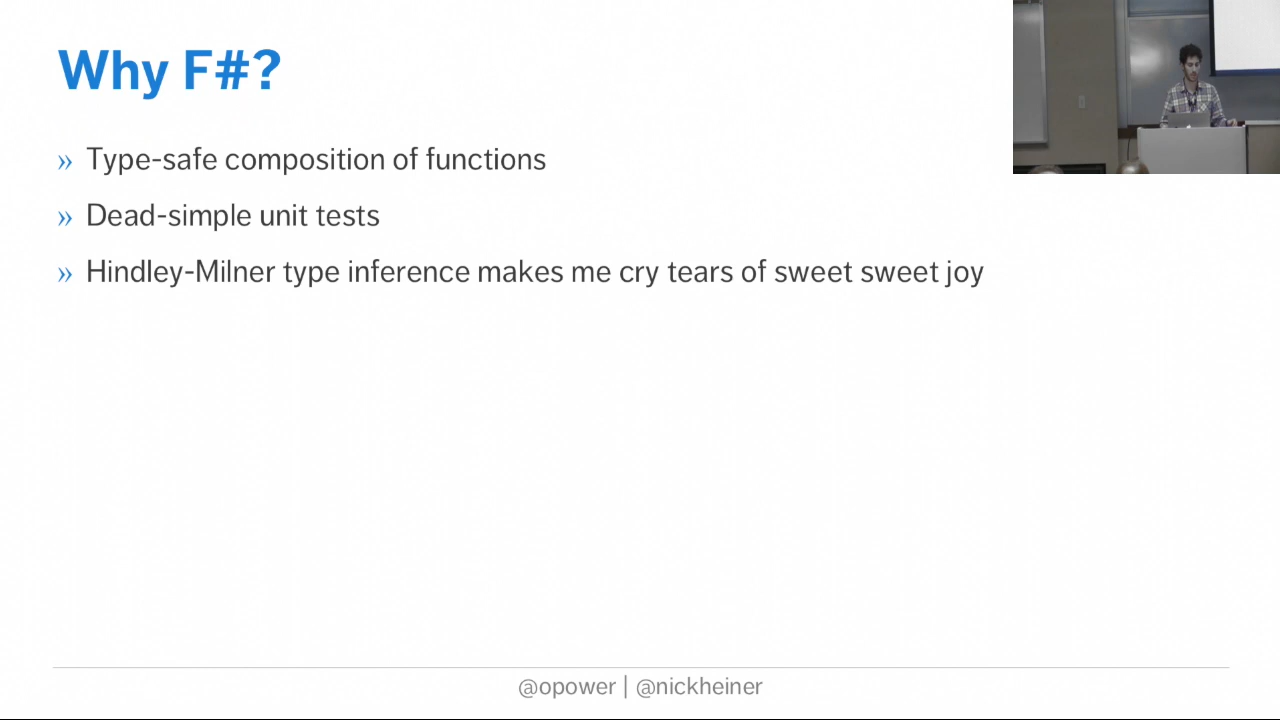 Why F#?
» Type-safe composition of functions
» Dead-simple unit tests
» Hindley-Milner type inference makes me cry tears of sweet sweet joy
@opower | @nickheiner